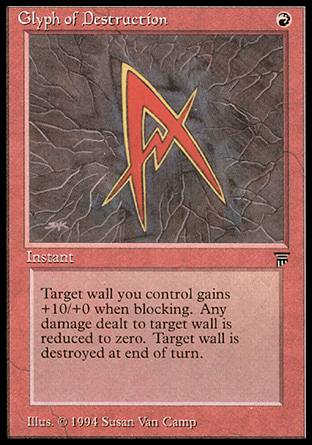 Glyph of Destruction
Instant
Target wall you control gains
+10/+0 when blocking. Any
damage dealt to target wall is
reduced to zero. Target wall is
destroyed at end of turn.
Illus. © 1994 Susan Van Camp